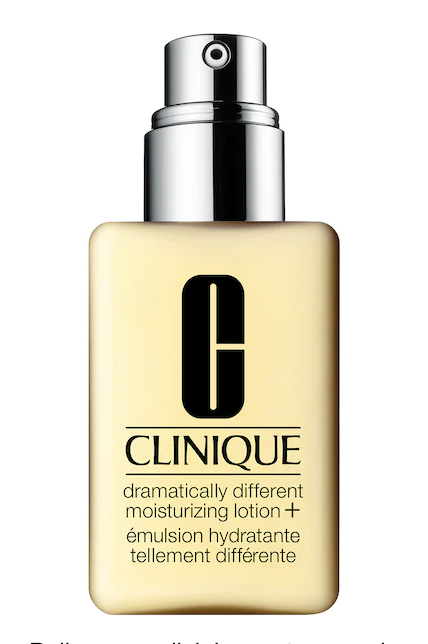 C
CLINIQUE
dramatically different
moisturizing lotion +
émulsion hydratante
tellement différente